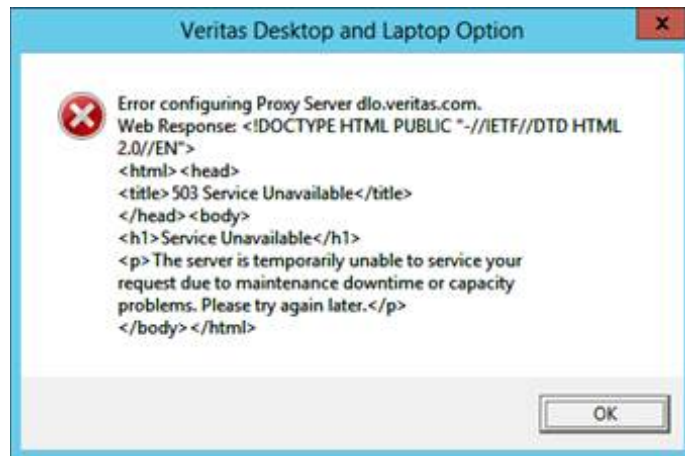 Veritas Desktop and Laptop Option
x
Error configuring Proxy Server dlo.veritas.com.
Web Response: <!DOCTYPE HTML PUBLIC "-//IETF//DTD HTML
2.0//EN">
<html><head>
<title>503 Service Unavailable</title>
</head><body>
<h1>Service Unavailable</h1>
<p>The server is temporarily unable to service your
request due to maintenance downtime or capacity
problems. Please try again later.</p>
</body></html>
OK